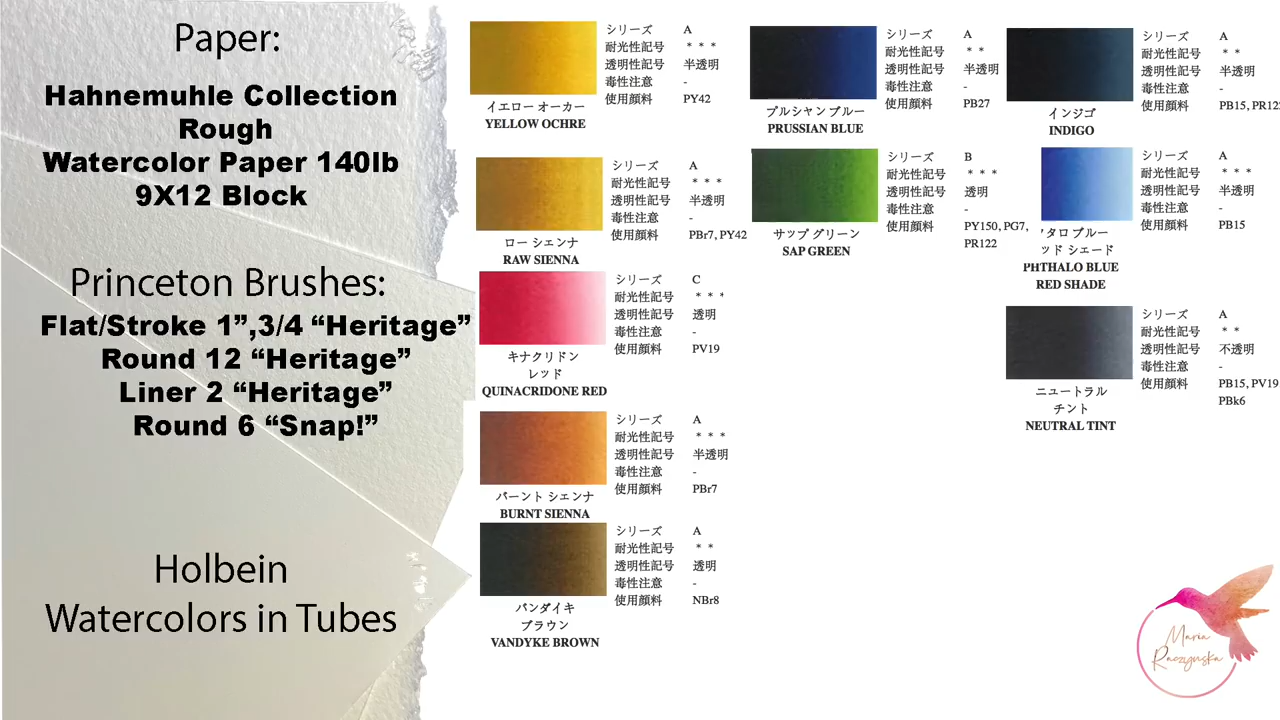 Paper:
Hahnemuhle Collection
Rough
Watercolor Paper 140lb
9X12 Block
Princeton Brushes:
Flat/Stroke 1”,3/4 “Heritage”
Round 12 “Heritage”
Liner 2 “Heritage”
Round 6 “Snap!”
Holbein
Watercolors in Tubes
シリーズ A
耐光性記号 ＊＊＊
透明性記号 半透明
毒性注意 -
使用顔料 PY42
イエロー オーカー
YELLOW OCHRE
シリーズ A
耐光性記号 ＊＊＊
透明性記号 半透明
毒性注意 -
使用顔料 PBr7, PY42
ロー シェンナ
RAW SIENNA
シリーズ C
耐光性記号 ＊＊＊
透明性記号 透明
毒性注意 -
使用顔料 PV19
キナクリドン
レッド
QUINACRIDONE RED
シリーズ A
耐光性記号 ＊＊＊
透明性記号 半透明
毒性注意 -
使用顔料 PBr7
バーント シェンナ
BURNT SIENNA
シリーズ A
耐光性記号 ＊＊
透明性記号 透明
毒性注意 -
使用顔料 NBr8
バンダイキ
ブラウン
VANDYKE BROWN
シリーズ A
耐光性記号 ＊＊
透明性記号 半透明
毒性注意 -
使用顔料 PB27
プルシャン ブルー
PRUSSIAN BLUE
シリーズ B
耐光性記号 ＊＊＊
透明性記号 透明
毒性注意 -
使用顔料 PY150, PG7,
PR122
サップ グリーン
SAP GREEN
シリーズ A
耐光性記号 ＊＊
透明性記号 半透明
毒性注意 -
使用顔料 PB15,
インジゴ
INDIGO
シリーズ A
耐光性記号 ＊＊＊
透明性記号 半透明
毒性注意 -
使用顔料 PB15
タロ ブルー
ッド シェード
PHTHALO BLUE
RED SHADE
シリーズ A
耐光性記号 ＊＊
透明性記号 不透明
毒性注意 -
使用顔料 PB15, PV19
PBk6
ニュートラル
チント
NEUTRAL TINT
Maria
Raczynska